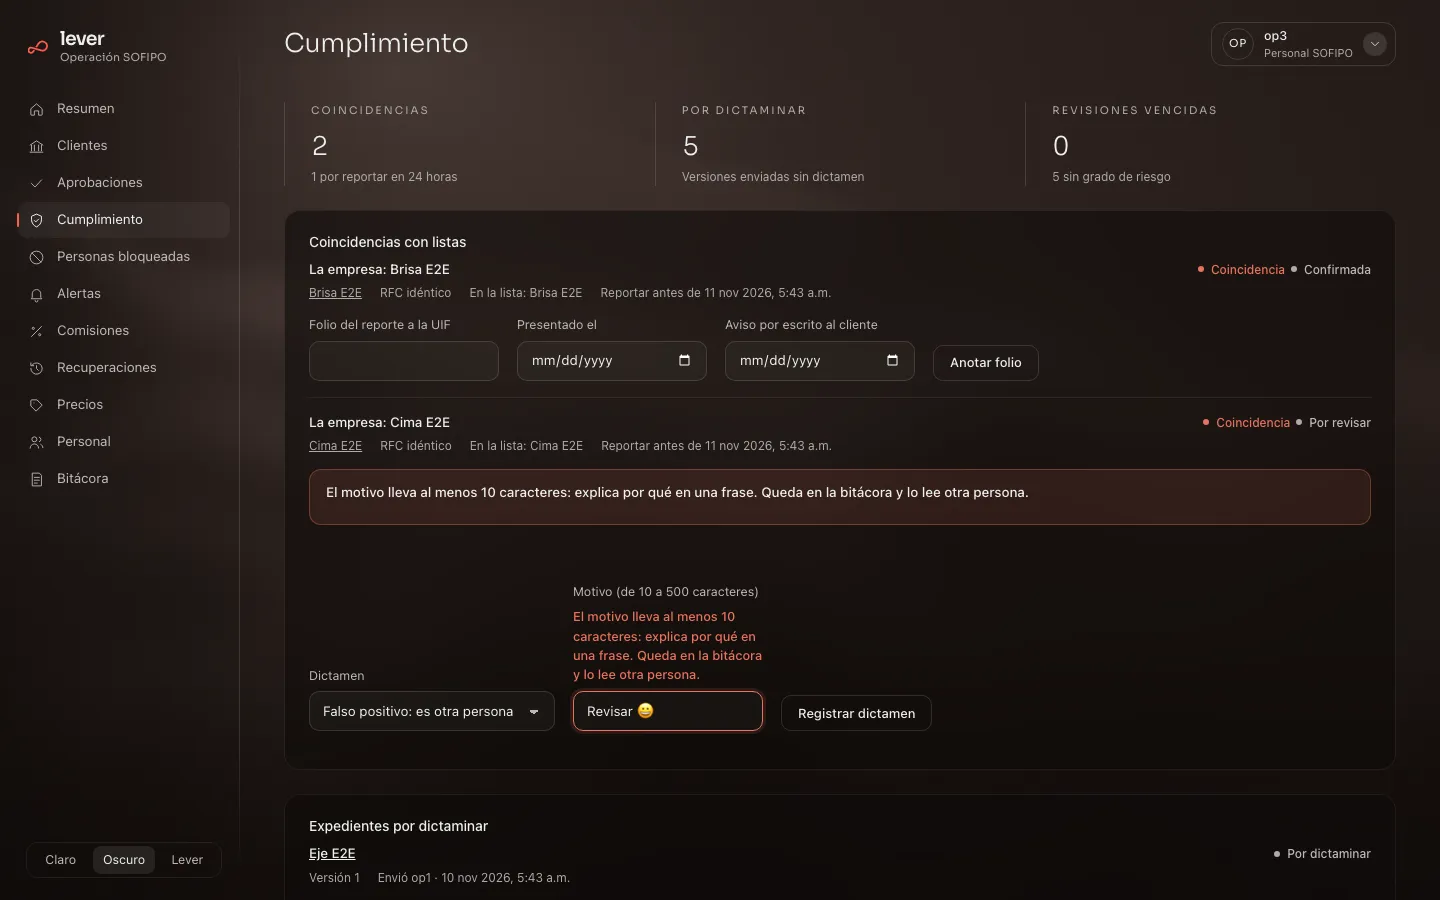 lever
Operación SOFIPO
Cumplimiento
OP
op3
Personal SOFIPO
Resumen
Clientes
Aprobaciones
Cumplimiento
Personas bloqueadas
Alertas
Comisiones
Recuperaciones
Precios
Personal
Bitácora
Claro
Oscuro
Lever
COINCIDENCIAS
2
1 por reportar en 24 horas
POR DICTAMINAR
5
Versiones enviadas sin dictamen
REVISIONES VENCIDAS
0
5 sin grado de riesgo
Coincidencias con listas
La empresa: Brisa E2E
Coincidencia Confirmada
Brisa E2E RFC idéntico En la lista: Brisa E2E Reportar antes de 11 nov 2026, 5:43 a.m.
Folio del reporte a la UIF Presentado el Aviso por escrito al cliente
mm/dd/yyyy mm/dd/yyyy Anotar folio
La empresa: Cima E2E
Coincidencia Por revisar
Cima E2E RFC idéntico En la lista: Cima E2E Reportar antes de 11 nov 2026, 5:43 a.m.
El motivo lleva al menos 10 caracteres: explica por qué en una frase. Queda en la bitácora y lo lee otra persona.
Motivo (de 10 a 500 caracteres)
El motivo lleva al menos 10
caracteres: explica por qué en
una frase. Queda en la bitácora
y lo lee otra persona.
Dictamen
Falso positivo: es otra persona Revisar 😄 Registrar dictamen
Expedientes por dictaminar
Eje E2E
Por dictaminar
Versión 1 Envió op1 · 10 nov 2026, 5:43 a.m.